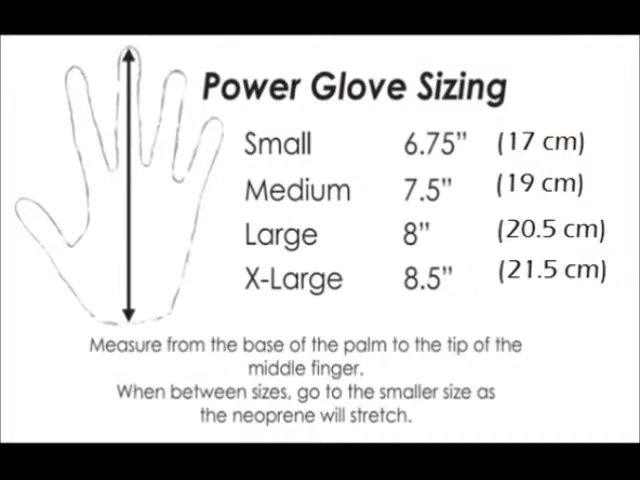 Power Glove Sizing
Small 6.75” (17 cm)
Medium 7.5” (19 cm)
Large 8” (20.5 cm)
X-Large 8.5” (21.5 cm)
Measure from the base of the palm to the tip of the
middle finger.
When between sizes, go to the smaller size as
the neoprene will stretch.